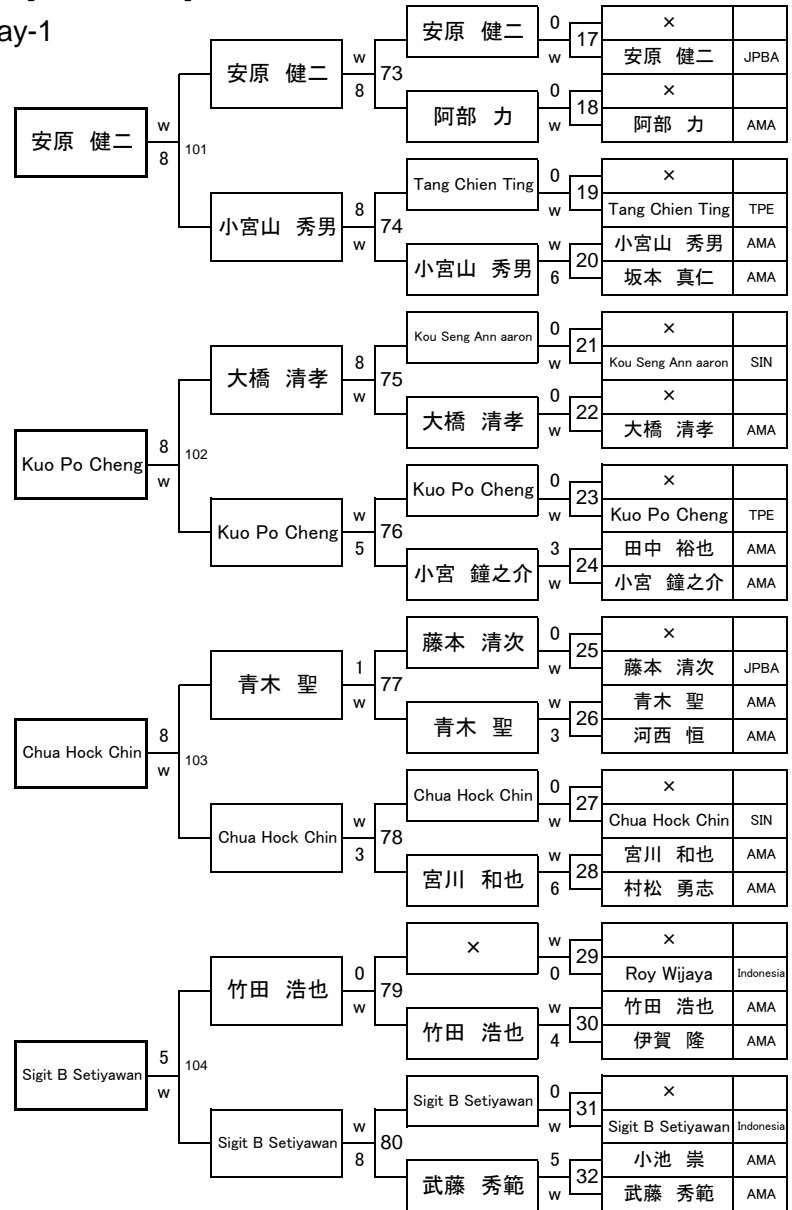 ay-1
安原 健二
w
8
101
安原 健二
w
8
73
小宮山 秀男
8
w
74
安原 健二
0
w
17
×
安原 健二 JPBA
阿部 力
0
w
18
×
阿部 力 AMA
Tang Chien Ting
0
w
19
×
Tang Chien Ting TPE
小宮山 秀男
w
6
20
小宮山 秀男 AMA
坂本 真仁 AMA
Kuo Po Cheng
8
w
102
大橋 清孝
8
w
75
Kuo Po Cheng
w
5
76
Kou Seng Ann aaron
0
w
21
×
Kou Seng Ann aaron SIN
大橋 清孝
0
w
22
×
大橋 清孝 AMA
Kuo Po Cheng
0
w
23
×
Kuo Po Cheng TPE
小宮 鐘之介
3
w
24
田中 裕也 AMA
小宮 鐘之介 AMA
Chua Hock Chin
8
w
103
青木 聖
1
w
77
Chua Hock Chin
w
3
78
藤本 清次
0
w
25
×
藤本 清次 JPBA
青木 聖
w
3
26
青木 聖 AMA
河西 恒 AMA
Chua Hock Chin
0
w
27
×
Chua Hock Chin SIN
宮川 和也
w
6
28
宮川 和也 AMA
村松 勇志 AMA
Sigit B Setiyawan
5
w
104
竹田 浩也
0
w
79
Sigit B Setiyawan
w
8
80
×
w
0
29
×
Roy Wijaya Indonesia
竹田 浩也
w
4
30
竹田 浩也 AMA
伊賀 隆 AMA
Sigit B Setiyawan
0
w
31
×
Sigit B Setiyawan Indonesia
武藤 秀範
5
w
32
小池 崇 AMA
武藤 秀範 AMA